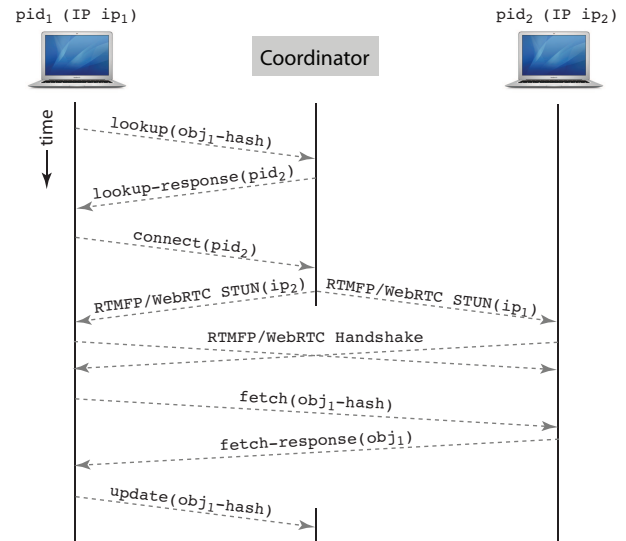 pid₁ (IP ip₁)
pid₂ (IP ip₂)
Coordinator
time
lookup(obj₁-hash)
lookup-response(pid₂)
connect(pid₂)
RTMFP/WebRTC STUN(ip₂)
RTMFP/WebRTC STUN(ip₁)
RTMFP/WebRTC Handshake
fetch(obj₁-hash)
fetch-response(obj₁)
update(obj₁-hash)